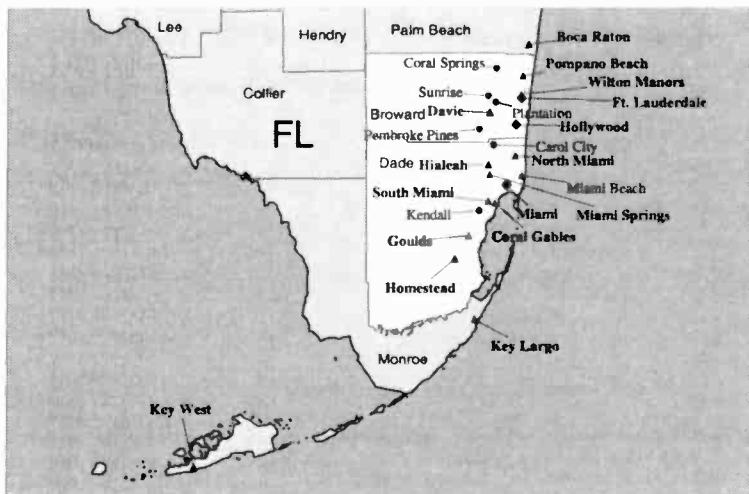 Lee
Hendry
Palm Beach
Boca Raton
Coral Springs
Pompano Beach
Wilton Manors
Collier
Sunrise
Ft. Lauderdale
Broward
Davie
Plantation
FL
Hollywood
Pembroke Pines
Carol City
Dade
Hialeah
North Miami
Miami Beach
South Miami
Miami
Miami Springs
Kendall
Goulds
Coral Gables
Homestead
Key Largo
Monroe
Key West